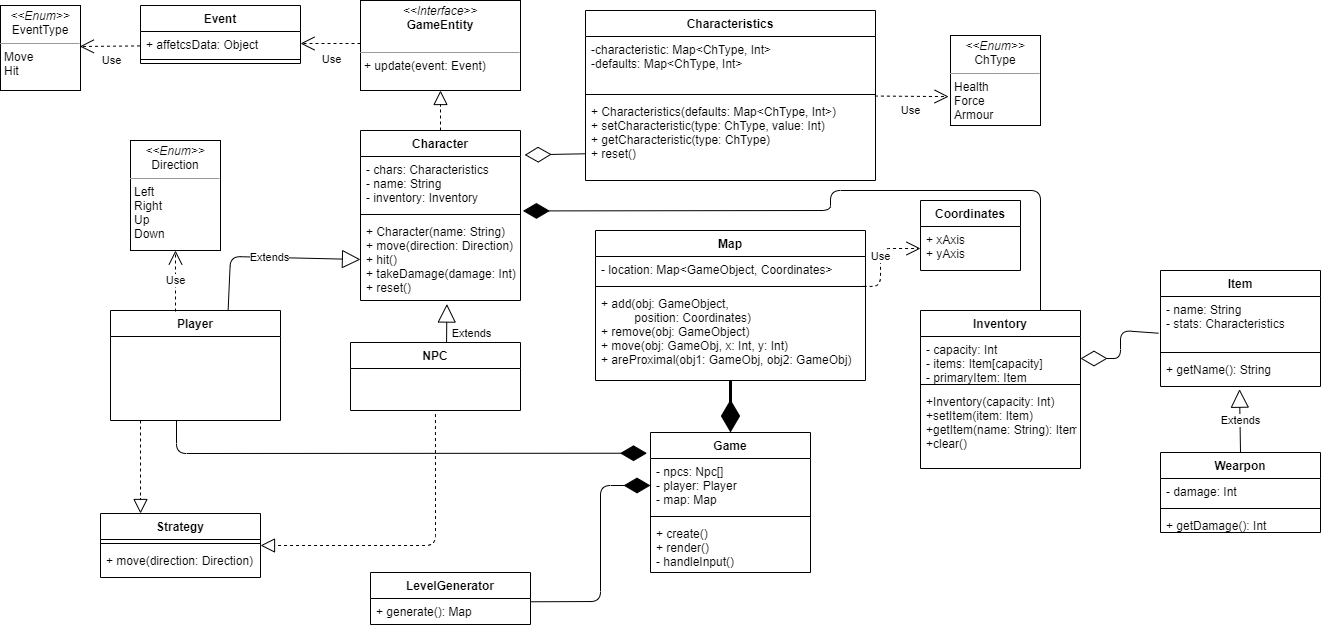 <<Enum>>
EventType
Move
Hit
Use
Event
+ affetcsData: Object
Use
<<Interface>>
GameEntity
+ update(event: Event)
Characteristics
-characteristic: Map<ChType, Int>
-defaults: Map<ChType, Int>
+ Characteristics(defaults: Map<ChType, Int>)
+ setCharacteristic(type: ChType, value: Int)
+ getCharacteristic(type: ChType)
+ reset()
Use
<<Enum>>
ChType
Health
Force
Armour
<<Enum>>
Direction
Left
Right
Up
Down
Use
Character
- chars: Characteristics
- name: String
- inventory: Inventory
+ Character(name: String)
+ move(direction: Direction)
+ hit()
+ takeDamage(damage: Int)
+ reset()
Extends
Extends
Map
- location: Map<GameObject, Coordinates>
+ add(obj: GameObject,
position: Coordinates)
+ remove(obj: GameObject)
+ move(obj: GameObj, x: Int, y: Int)
+ areProximal(obj1: GameObj, obj2: GameObj)
Use
Coordinates
+ xAxis
+ yAxis
Player
NPC
Inventory
- capacity: Int
- items: Item[capacity]
- primaryItem: Item
+Inventory(capacity: Int)
+setItem(item: Item)
+getItem(name: String): Item
+clear()
Item
- name: String
- stats: Characteristics
+ getName(): String
Extends
Wearpon
- damage: Int
+ getDamage(): Int
Game
- npcs: Npc[]
- player: Player
- map: Map
+ create()
+ render()
- handleInput()
Strategy
+ move(direction: Direction)
LevelGenerator
+ generate(): Map